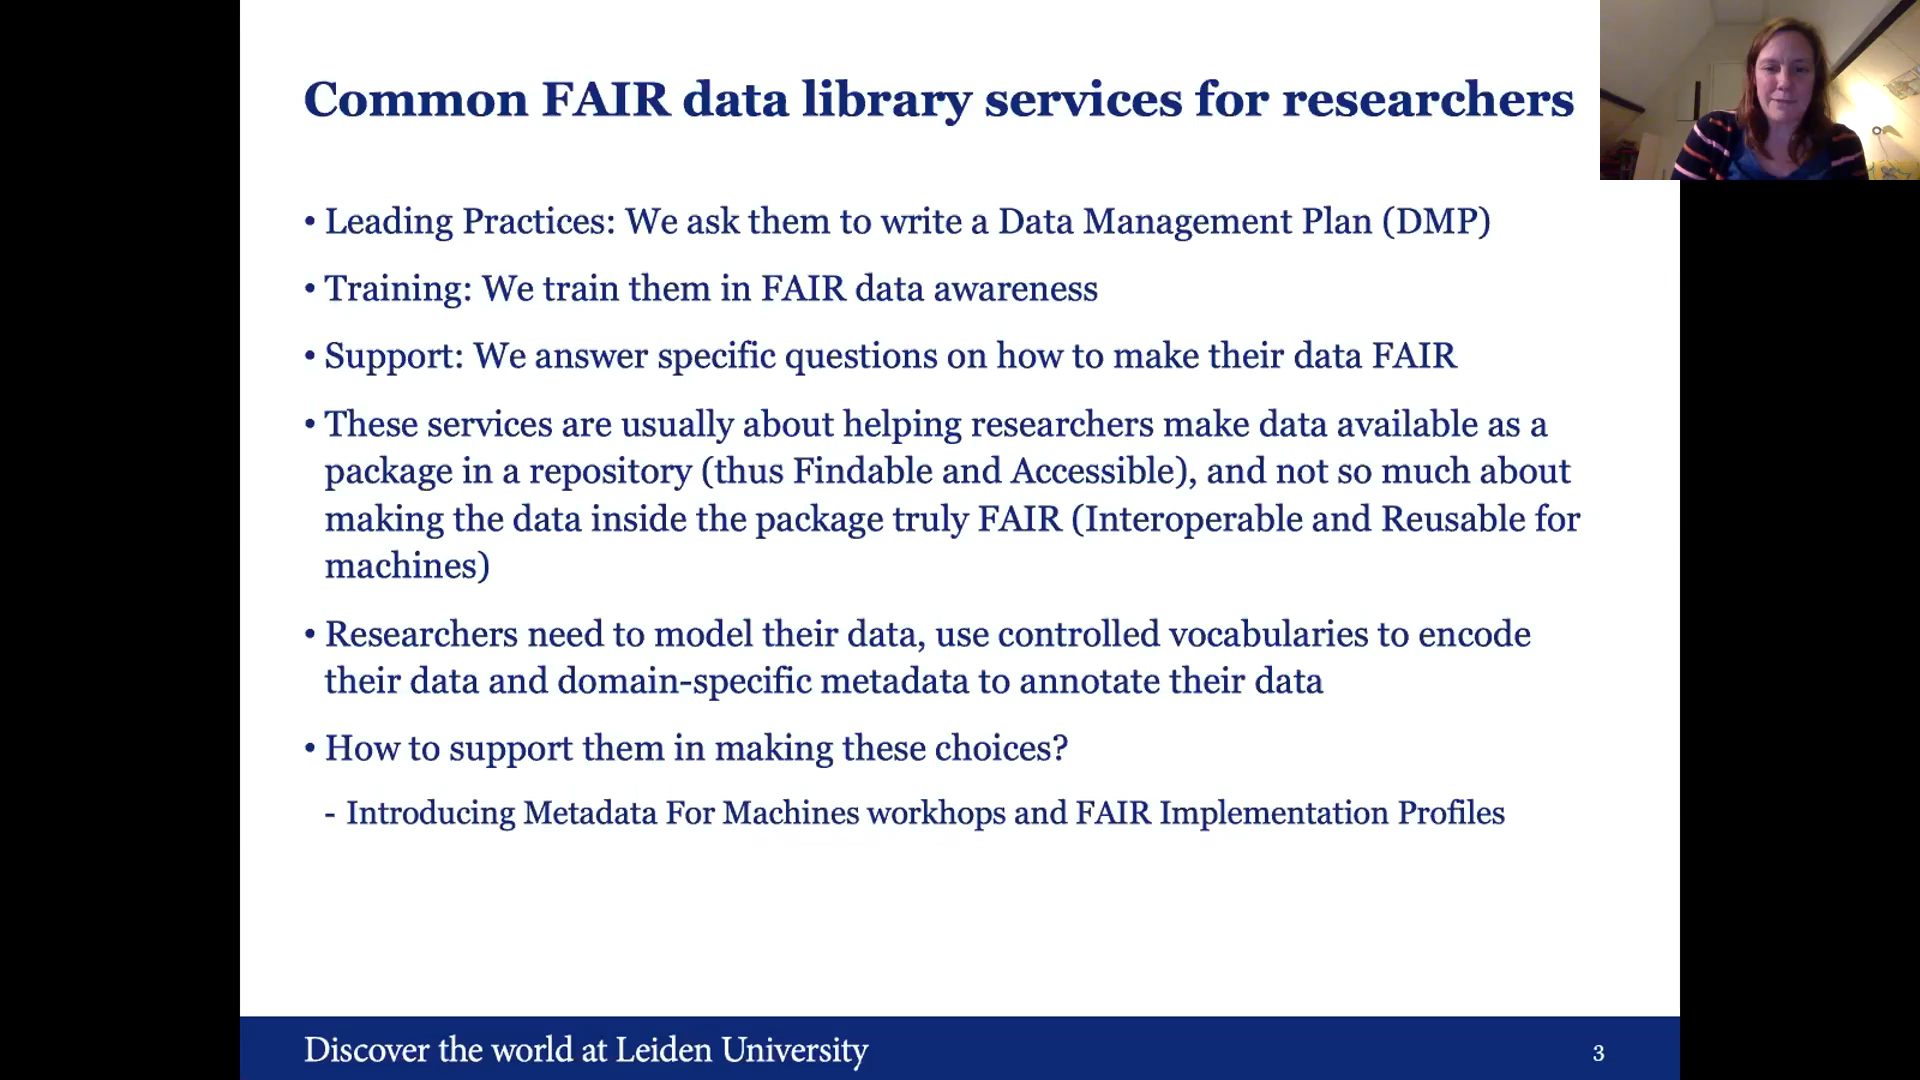 Common FAIR data library services for researchers
• Leading Practices: We ask them to write a Data Management Plan (DMP)
• Training: We train them in FAIR data awareness
• Support: We answer specific questions on how to make their data FAIR
• These services are usually about helping researchers make data available as a
package in a repository (thus Findable and Accessible), and not so much about
making the data inside the package truly FAIR (Interoperable and Reusable for
machines)
• Researchers need to model their data, use controlled vocabularies to encode
their data and domain-specific metadata to annotate their data
• How to support them in making these choices?
- Introducing Metadata For Machines workhops and FAIR Implementation Profiles
Discover the world at Leiden University
3